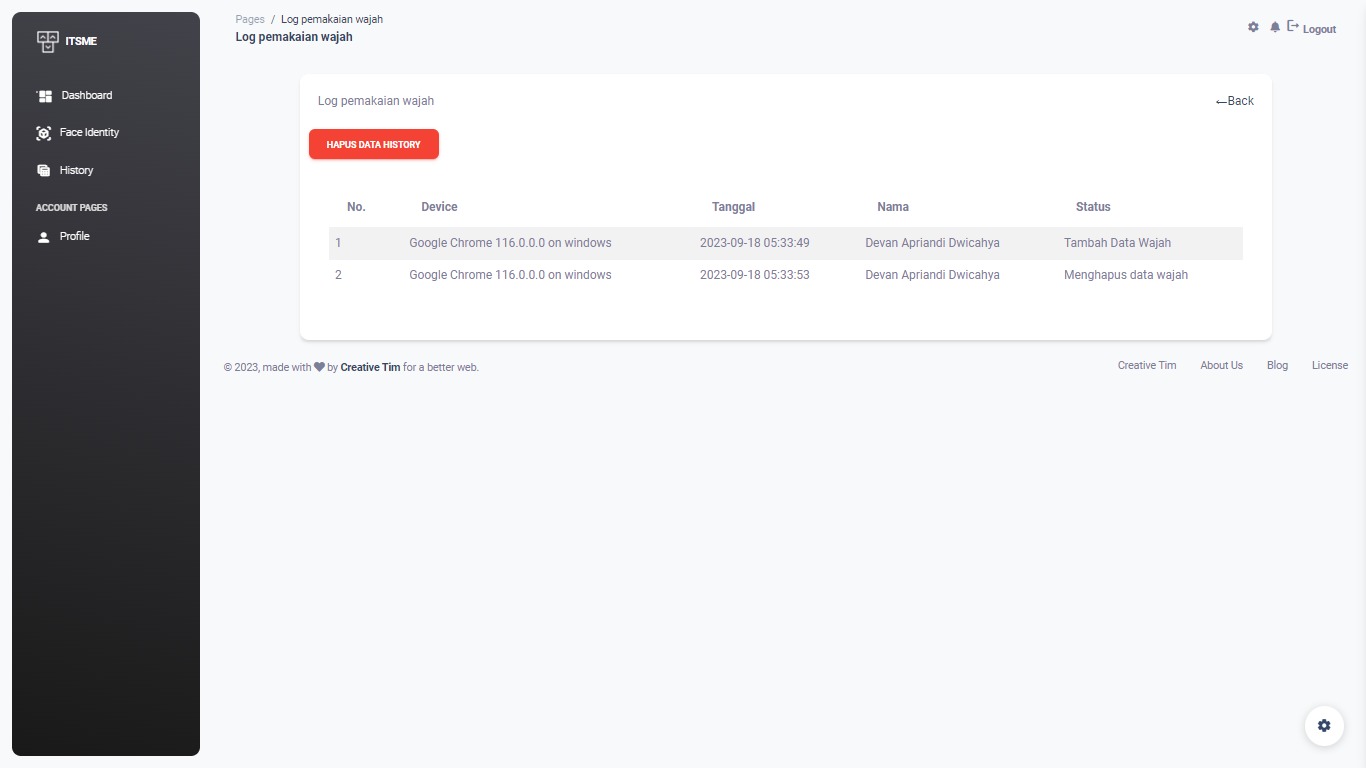 ITSME
Dashboard
Face Identity
History
ACCOUNT PAGES
Profile
Pages / Log pemakaian wajah
Log pemakaian wajah
Logout
Log pemakaian wajah
←Back
HAPUS DATA HISTORY
No. Device Tanggal Nama Status
1 Google Chrome 116.0.0.0 on windows 2023-09-18 05:33:49 Devan Apriandi Dwicahya Tambah Data Wajah
2 Google Chrome 116.0.0.0 on windows 2023-09-18 05:33:53 Devan Apriandi Dwicahya Menghapus data wajah
© 2023, made with ♥ by Creative Tim for a better web.
Creative Tim About Us Blog License